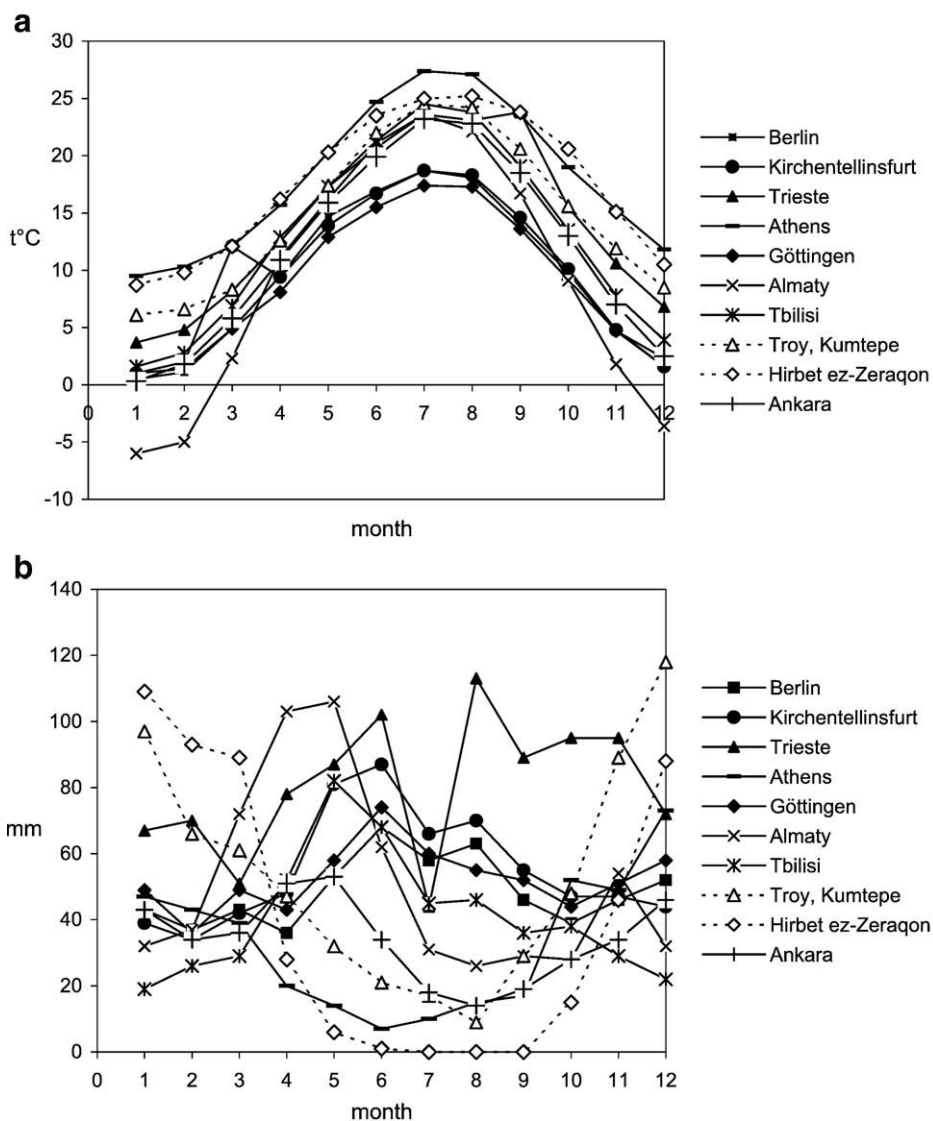 a
30
25
20
15
10
5
0
-5
-10
t°C
0 1 2 3 4 5 6 7 8 9 10 11 12
month
Berlin
Kirchentellinsfurt
Trieste
Athens
Göttingen
Almaty
Tbilisi
Troy, Kumtepe
Hirbet ez-Zeraqon
Ankara
b
140
120
100
80
60
40
20
0
mm
0 1 2 3 4 5 6 7 8 9 10 11 12
month
Berlin
Kirchentellinsfurt
Trieste
Athens
Göttingen
Almaty
Tbilisi
Troy, Kumtepe
Hirbet ez-Zeraqon
Ankara